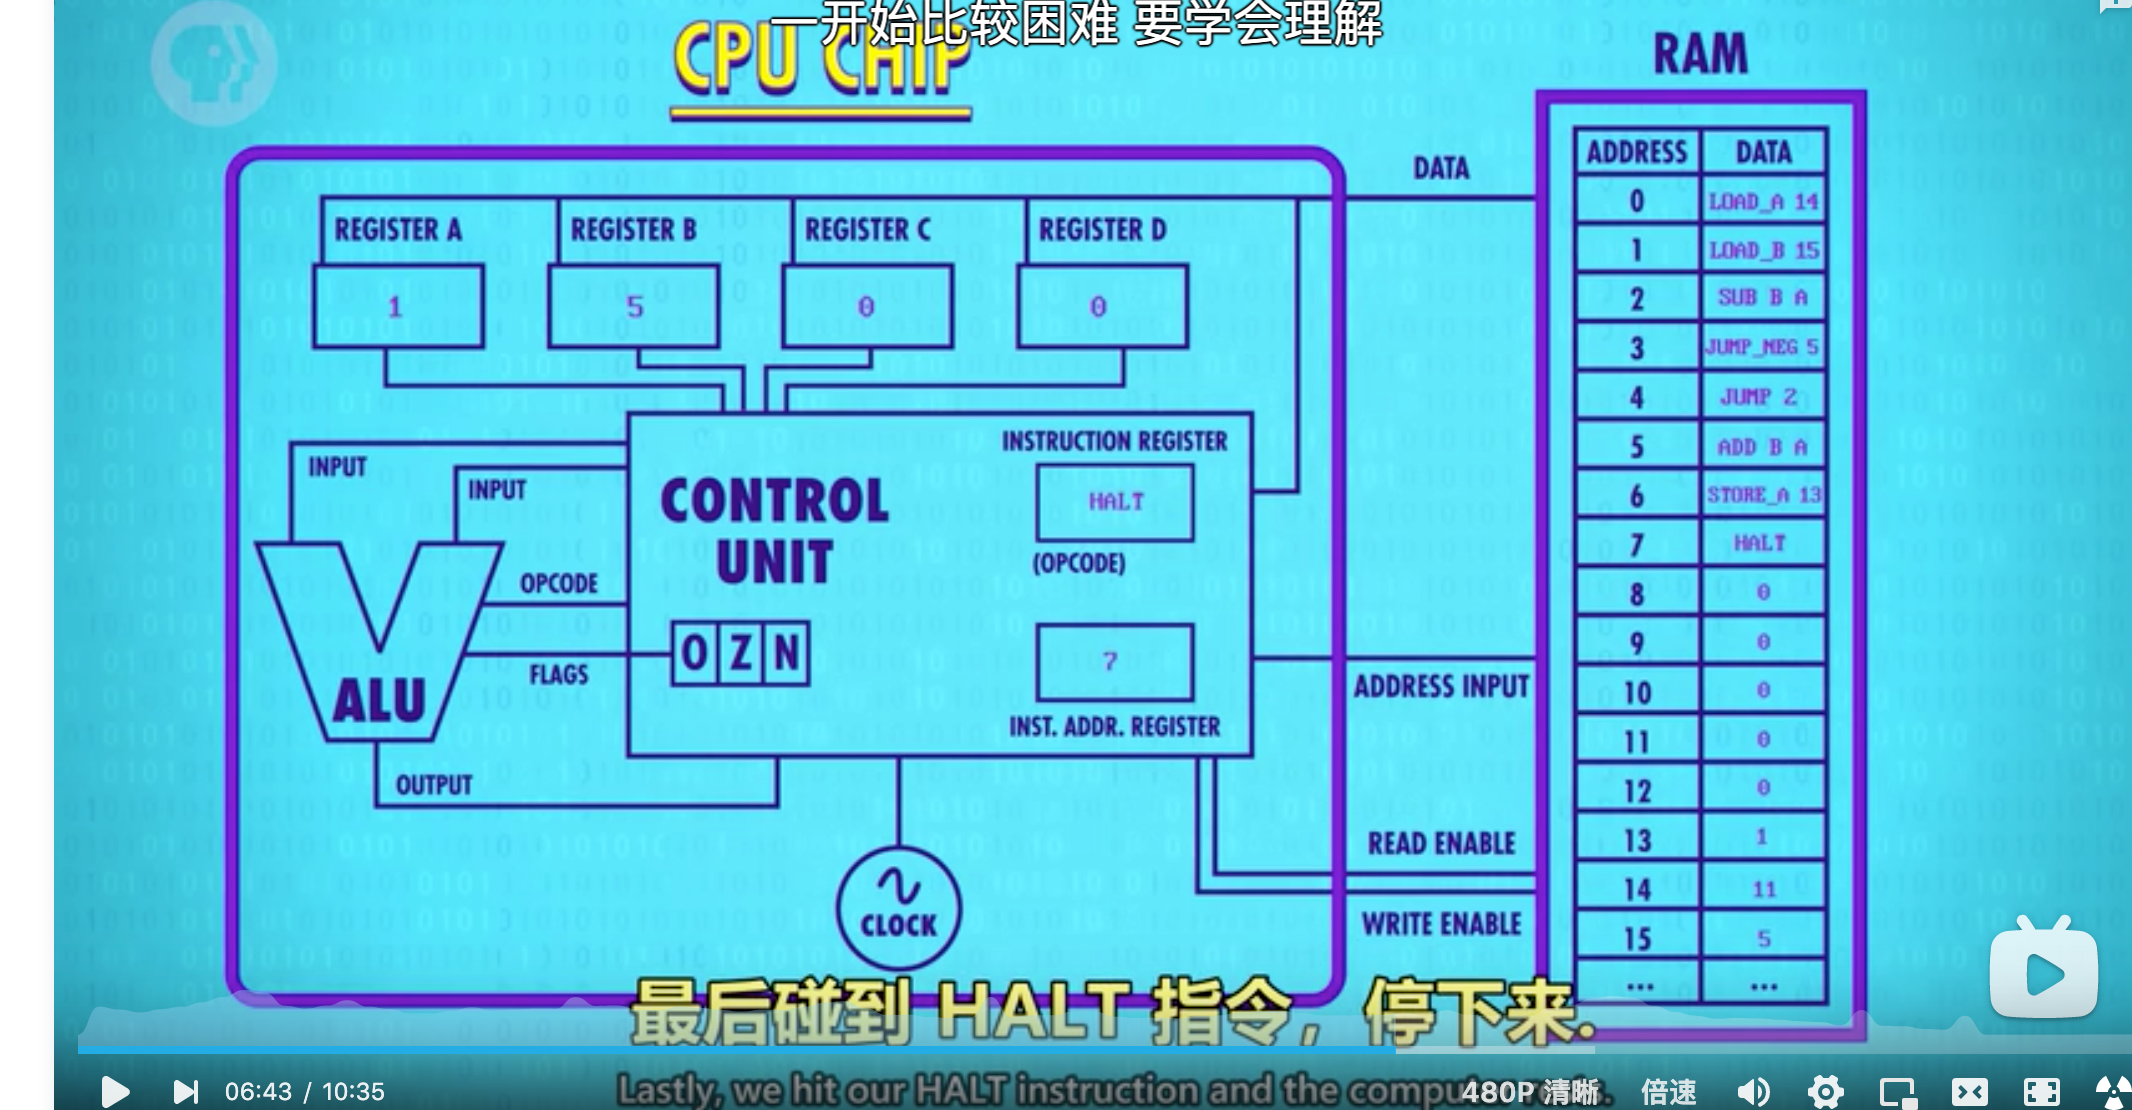 一开始比较困难 要学会理解
CPU CHIP
RAM
DATA
ADDRESS DATA
0 LOAD_A 14
1 LOAD_B 15
2 SUB B A
3 JUMP_NEG 5
4 JUMP 2
5 ADD B A
6 STORE_A 13
7 HALT
8 0
9 0
10 0
11 0
12 0
13 1
14 11
15 5
... ...
REGISTER A REGISTER B REGISTER C REGISTER D
1 5 0 0
INSTRUCTION REGISTER
INPUT
INPUT
CONTROL
UNIT
HALT
(OPCODE)
OPCODE
O Z N
FLAGS
7
ADDRESS INPUT
ALU
INST. ADDR. REGISTER
OUTPUT
READ ENABLE
CLOCK
WRITE ENABLE
最后碰到 HALT 指令，停下来.
Lastly, we hit our HALT instruction and the
06:43 / 10:35
480P 清晰
倍速